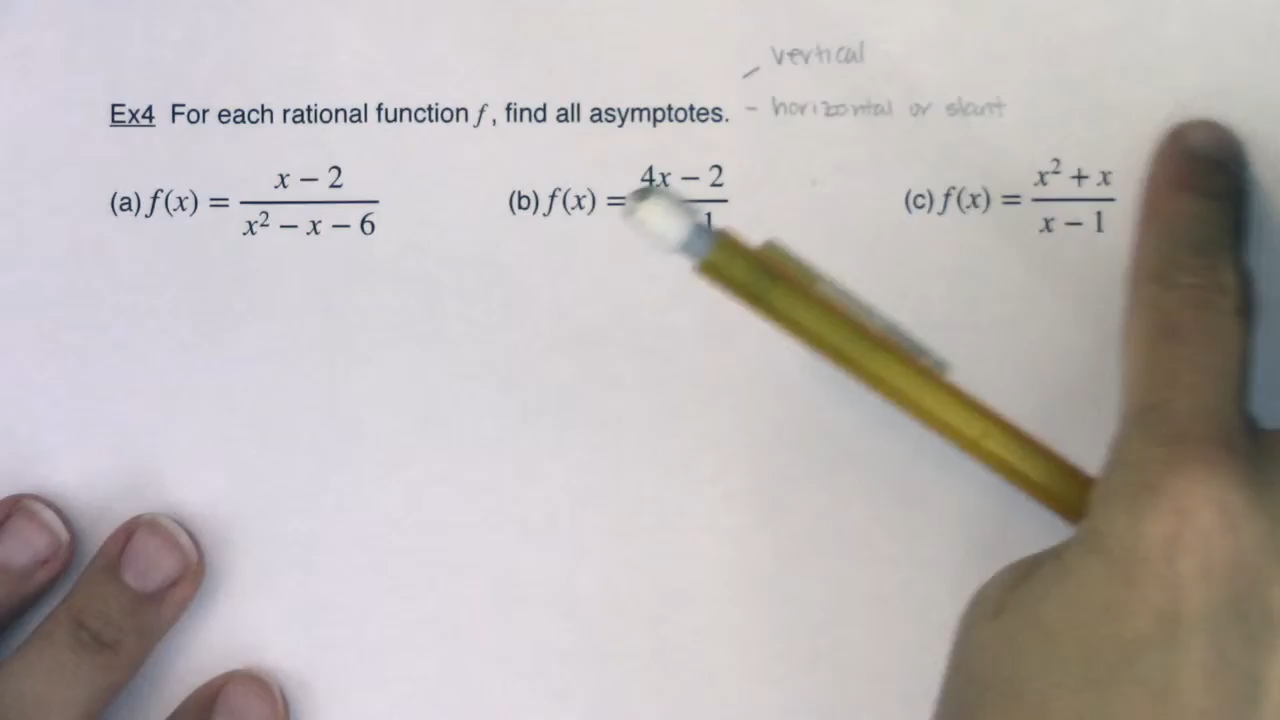 vertical
Ex4 For each rational function f, find all asymptotes. - horizontal or slant
(a) f(x) = (x − 2)/(x² − x − 6) (b) f(x) = (4x − 2)/( 1 (c) f(x) = (x² + x)/(x − 1)